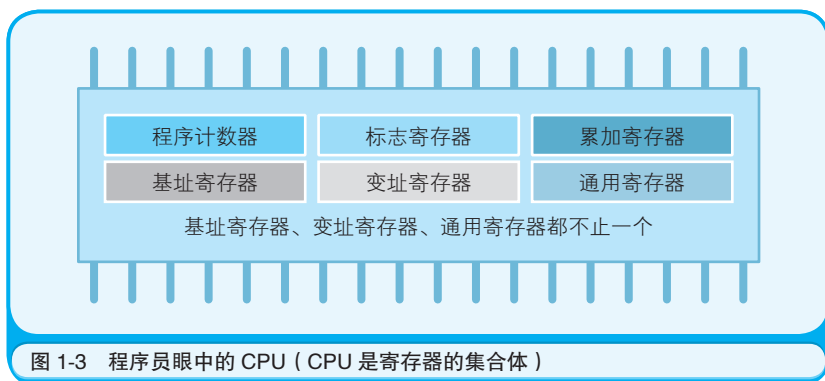 程序计数器 标志寄存器 累加寄存器
基址寄存器 变址寄存器 通用寄存器
基址寄存器、变址寄存器、通用寄存器都不止一个
图 1-3 程序员眼中的 CPU（CPU 是寄存器的集合体）